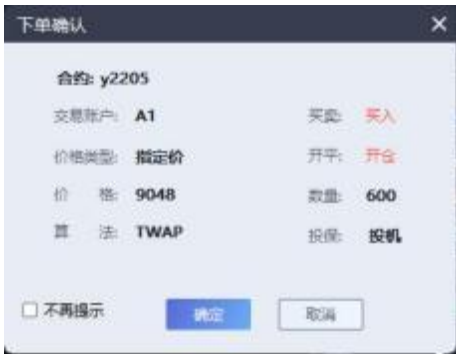 下单确认
合约: y2205
交易账户: A1 买卖: 买入
价格类型: 指定价 开平: 开仓
价 格: 9048 数量: 600
算 法: TWAP 投保: 投机
不再提示 确定 取消